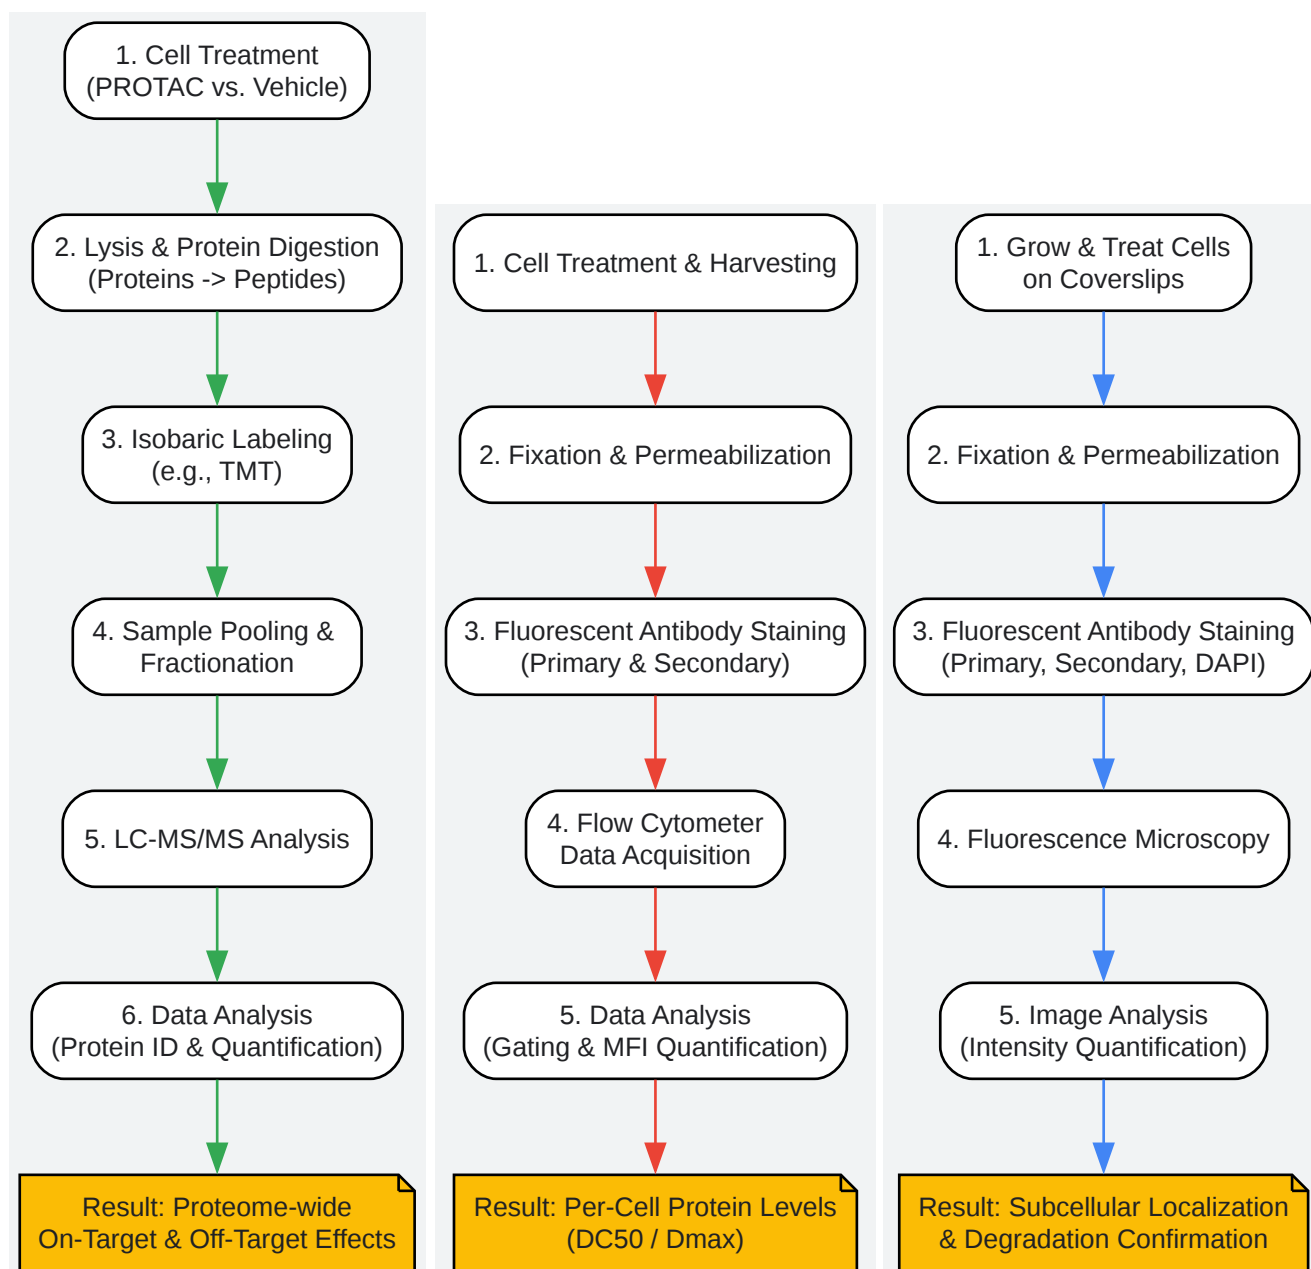 1. Cell Treatment
(PROTAC vs. Vehicle)
2. Lysis & Protein Digestion
(Proteins -> Peptides)
3. Isobaric Labeling
(e.g., TMT)
4. Sample Pooling &
Fractionation
5. LC-MS/MS Analysis
6. Data Analysis
(Protein ID & Quantification)
Result: Proteome-wide
On-Target & Off-Target Effects
1. Cell Treatment & Harvesting
2. Fixation & Permeabilization
3. Fluorescent Antibody Staining
(Primary & Secondary)
4. Flow Cytometer
Data Acquisition
5. Data Analysis
(Gating & MFI Quantification)
Result: Per-Cell Protein Levels
(DC50 / Dmax)
1. Grow & Treat Cells
on Coverslips
2. Fixation & Permeabilization
3. Fluorescent Antibody Staining
(Primary, Secondary, DAPI)
4. Fluorescence Microscopy
5. Image Analysis
(Intensity Quantification)
Result: Subcellular Localization
& Degradation Confirmation